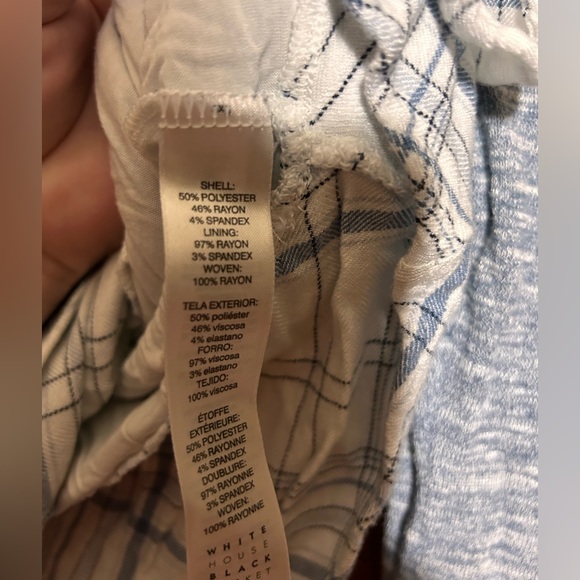 SHELL:
50% POLYESTER
46% RAYON
4% SPANDEX
LINING:
97% RAYON
3% SPANDEX
WOVEN:
100% RAYON
TELA EXTERIOR:
50% poliéster
46% viscosa
4% elastano
FORRO:
97% viscosa
3% elastano
TEJIDO:
100% viscosa
ÉTOFFE
EXTÉRIEURE:
50% POLYESTER
46% RAYONNE
4% SPANDEX
DOUBLURE:
97% RAYONNE
3% SPANDEX
WOVEN:
100% RAYONNE
WHITE
HOUSE
BLACK